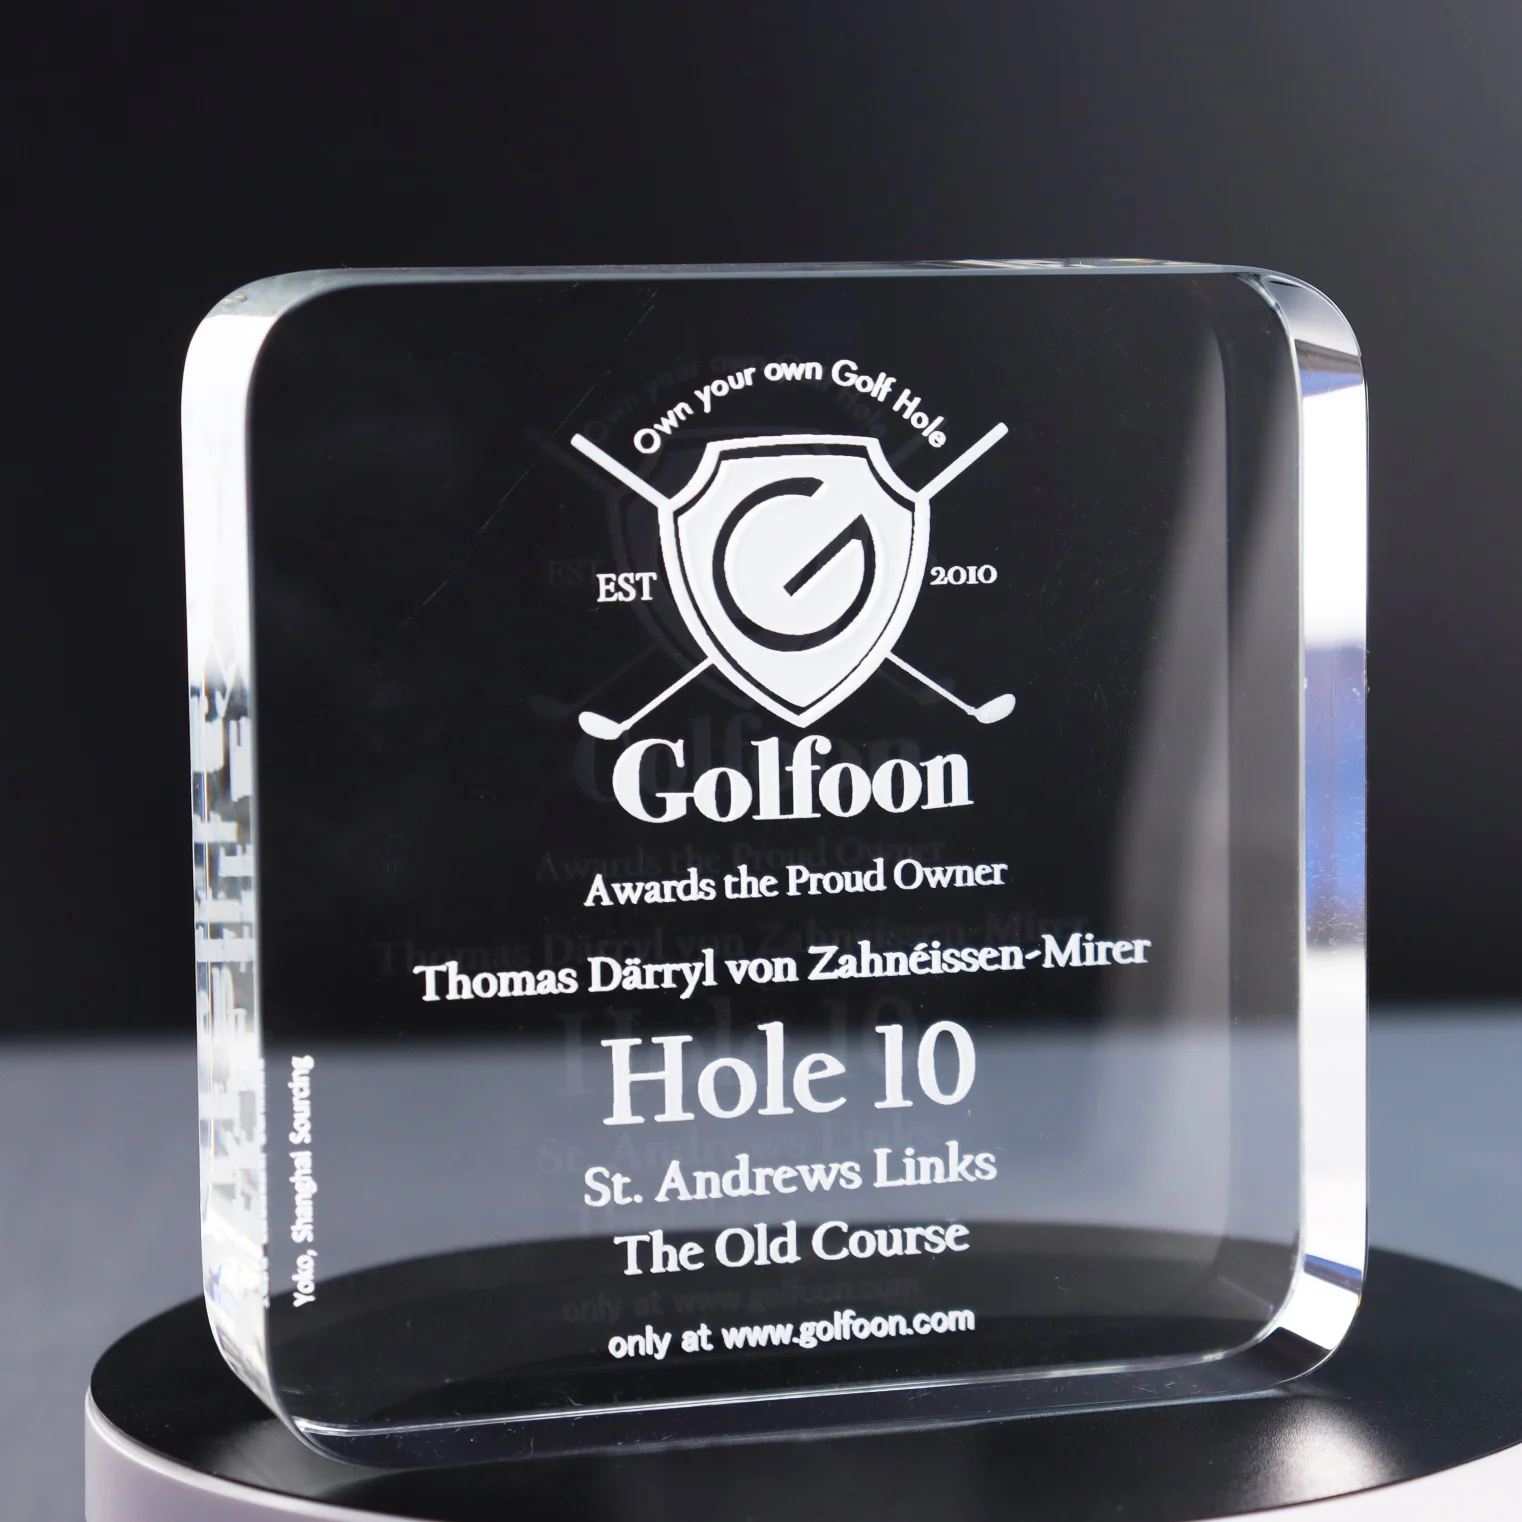 Own your own Golf Hole
G
EST 2010
Golfoon
Awards the Proud Owner
Thomas Därryl von Zahnéissen-Mirer
Hole 10
St. Andrews Links
The Old Course
only at www.golfoon.com
Yoko, Shanghai Sourcing